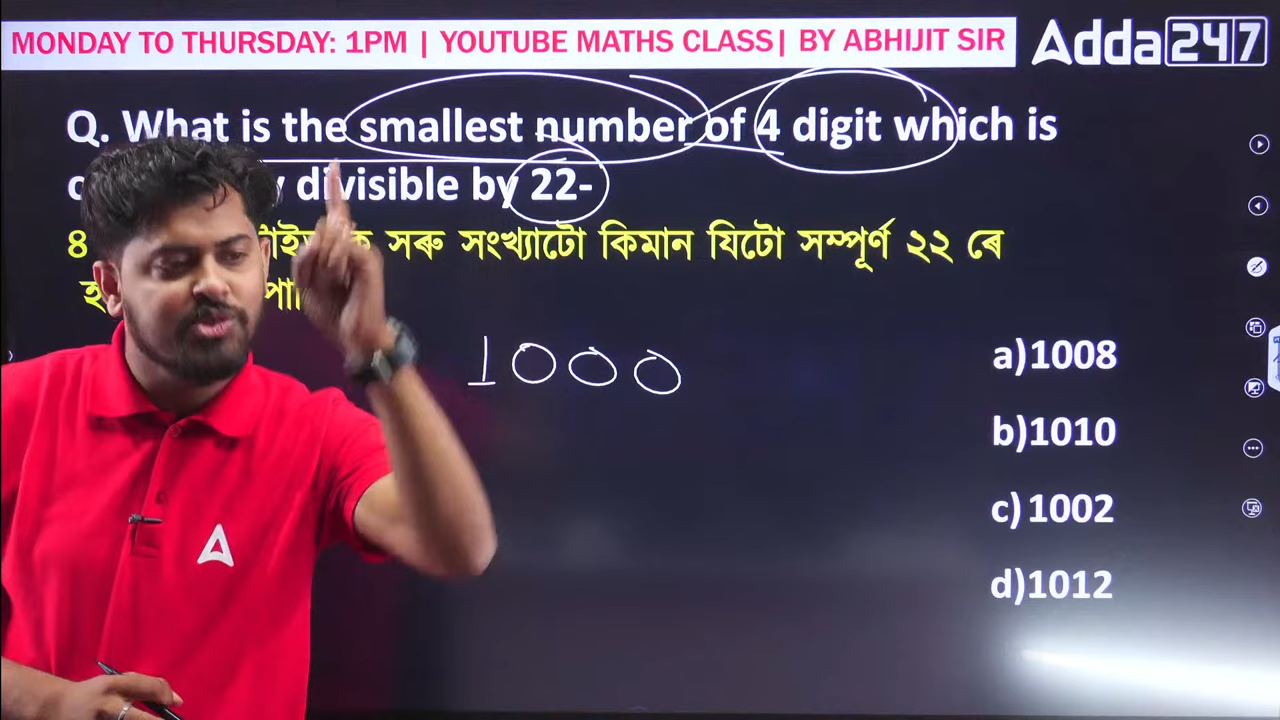 MONDAY TO THURSDAY: 1PM | YOUTUBE MATHS CLASS| BY ABHIJIT SIR
Adda247
Q. What is the smallest number of 4 digit which is
divisible by 22-
৪ সৰু সংখ্যাটো কিমান যিটো সম্পূৰ্ণ ২২ ৰে
1000
a)1008
b)1010
c)1002
d)1012